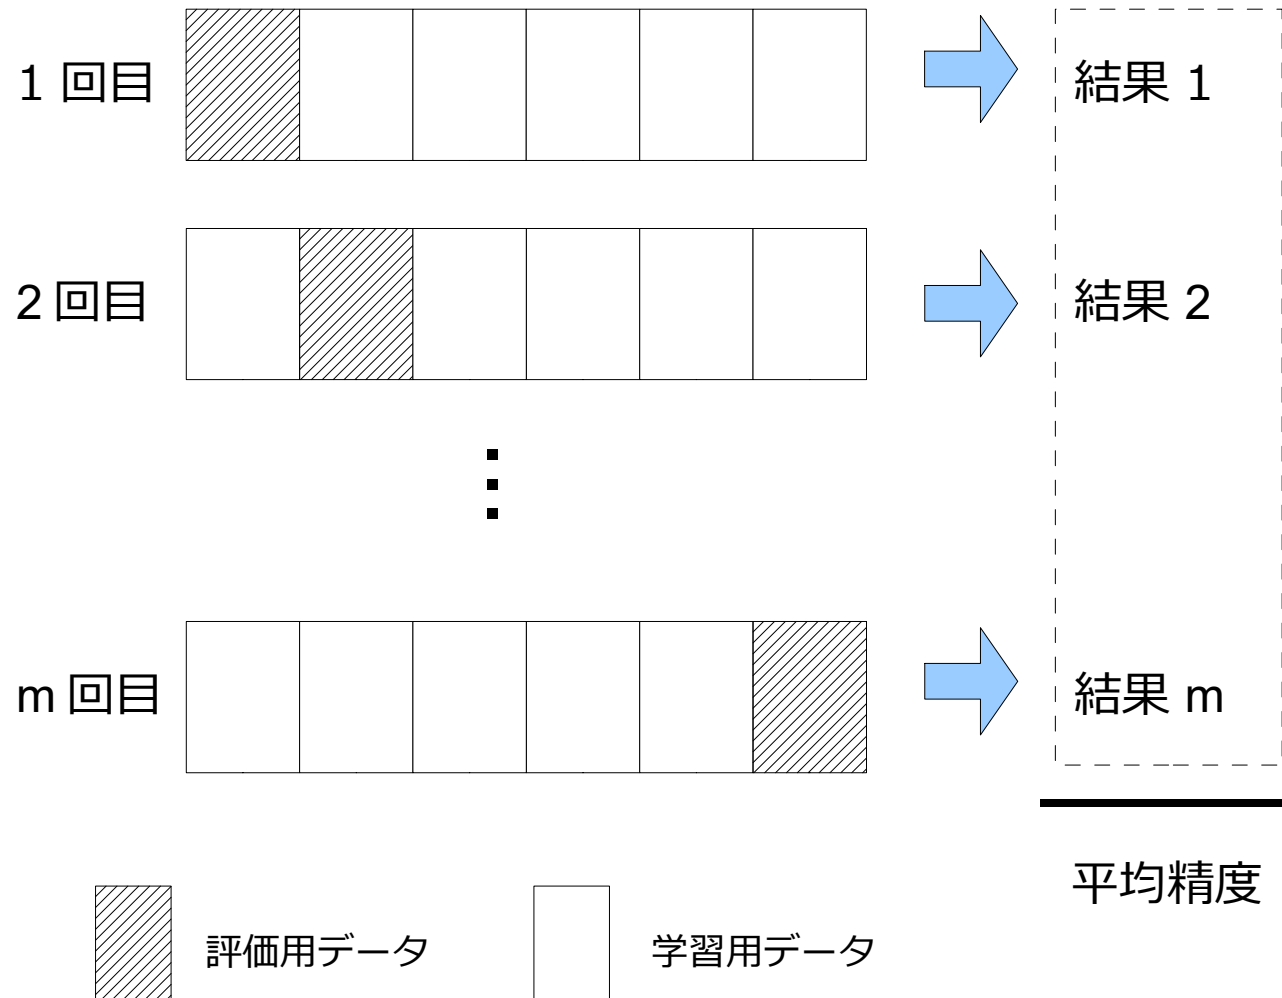 1 回目
結果 1
2 回目
結果 2
m 回目
結果 m
平均精度
評価用データ
学習用データ